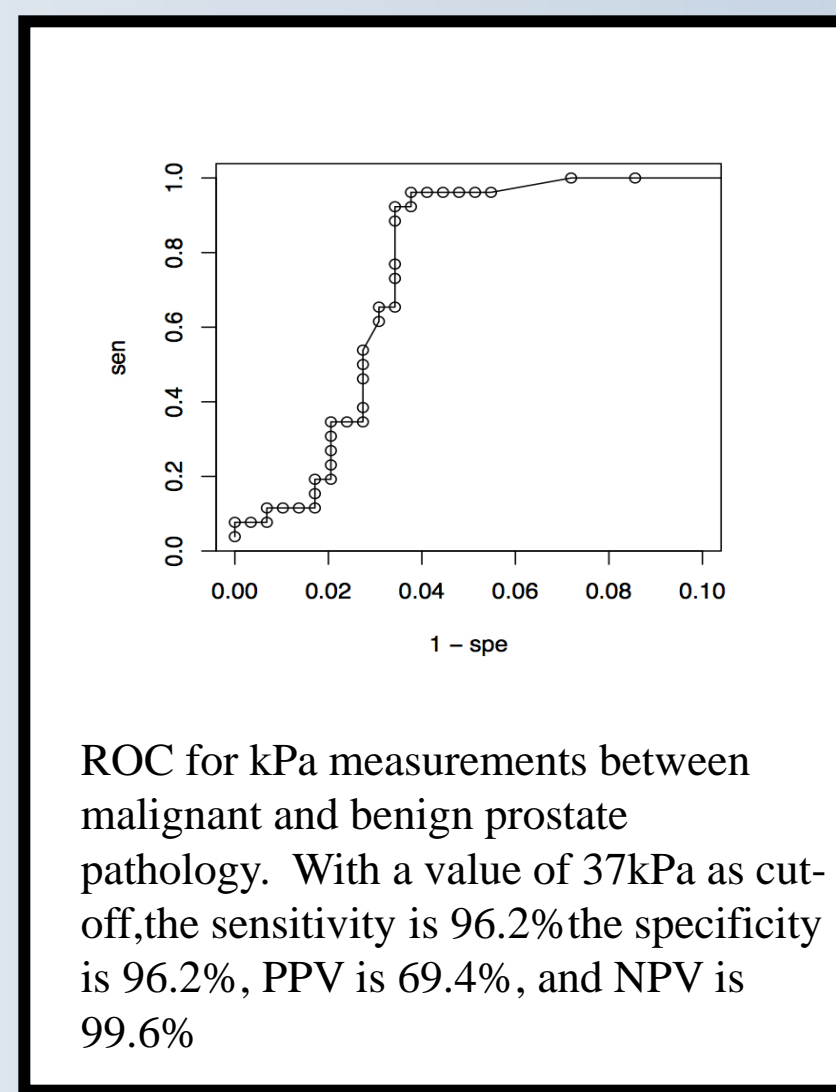 1.0
0.8
0.6
0.4
0.2
0.0
sen
0.00 0.02 0.04 0.06 0.08 0.10
1 − spe
ROC for kPa measurements between
malignant and benign prostate
pathology. With a value of 37kPa as cut-
off,the sensitivity is 96.2%the specificity
is 96.2%, PPV is 69.4%, and NPV is
99.6%